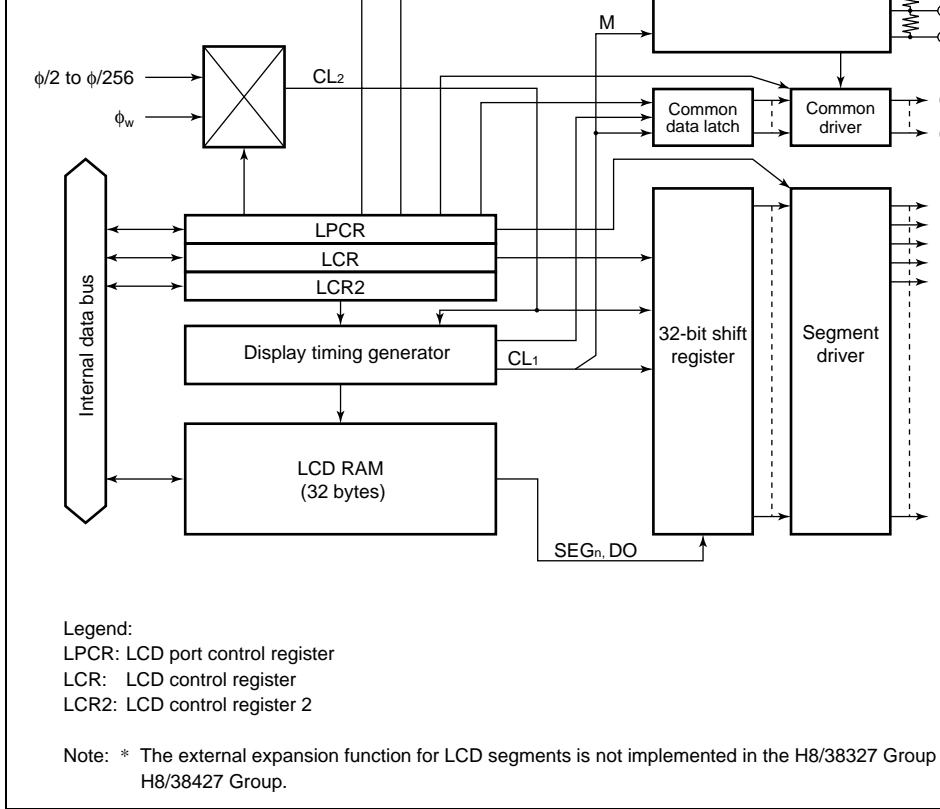 M
ϕ/2 to ϕ/256
CL2
ϕw
Common
data latch
Common
driver
LPCR
LCR
LCR2
Internal data bus
Display timing generator
CL1
32-bit shift
register
Segment
driver
LCD RAM
(32 bytes)
SEGn, DO
Legend:
LPCR: LCD port control register
LCR: LCD control register
LCR2: LCD control register 2
Note: * The external expansion function for LCD segments is not implemented in the H8/38327 Group
H8/38427 Group.